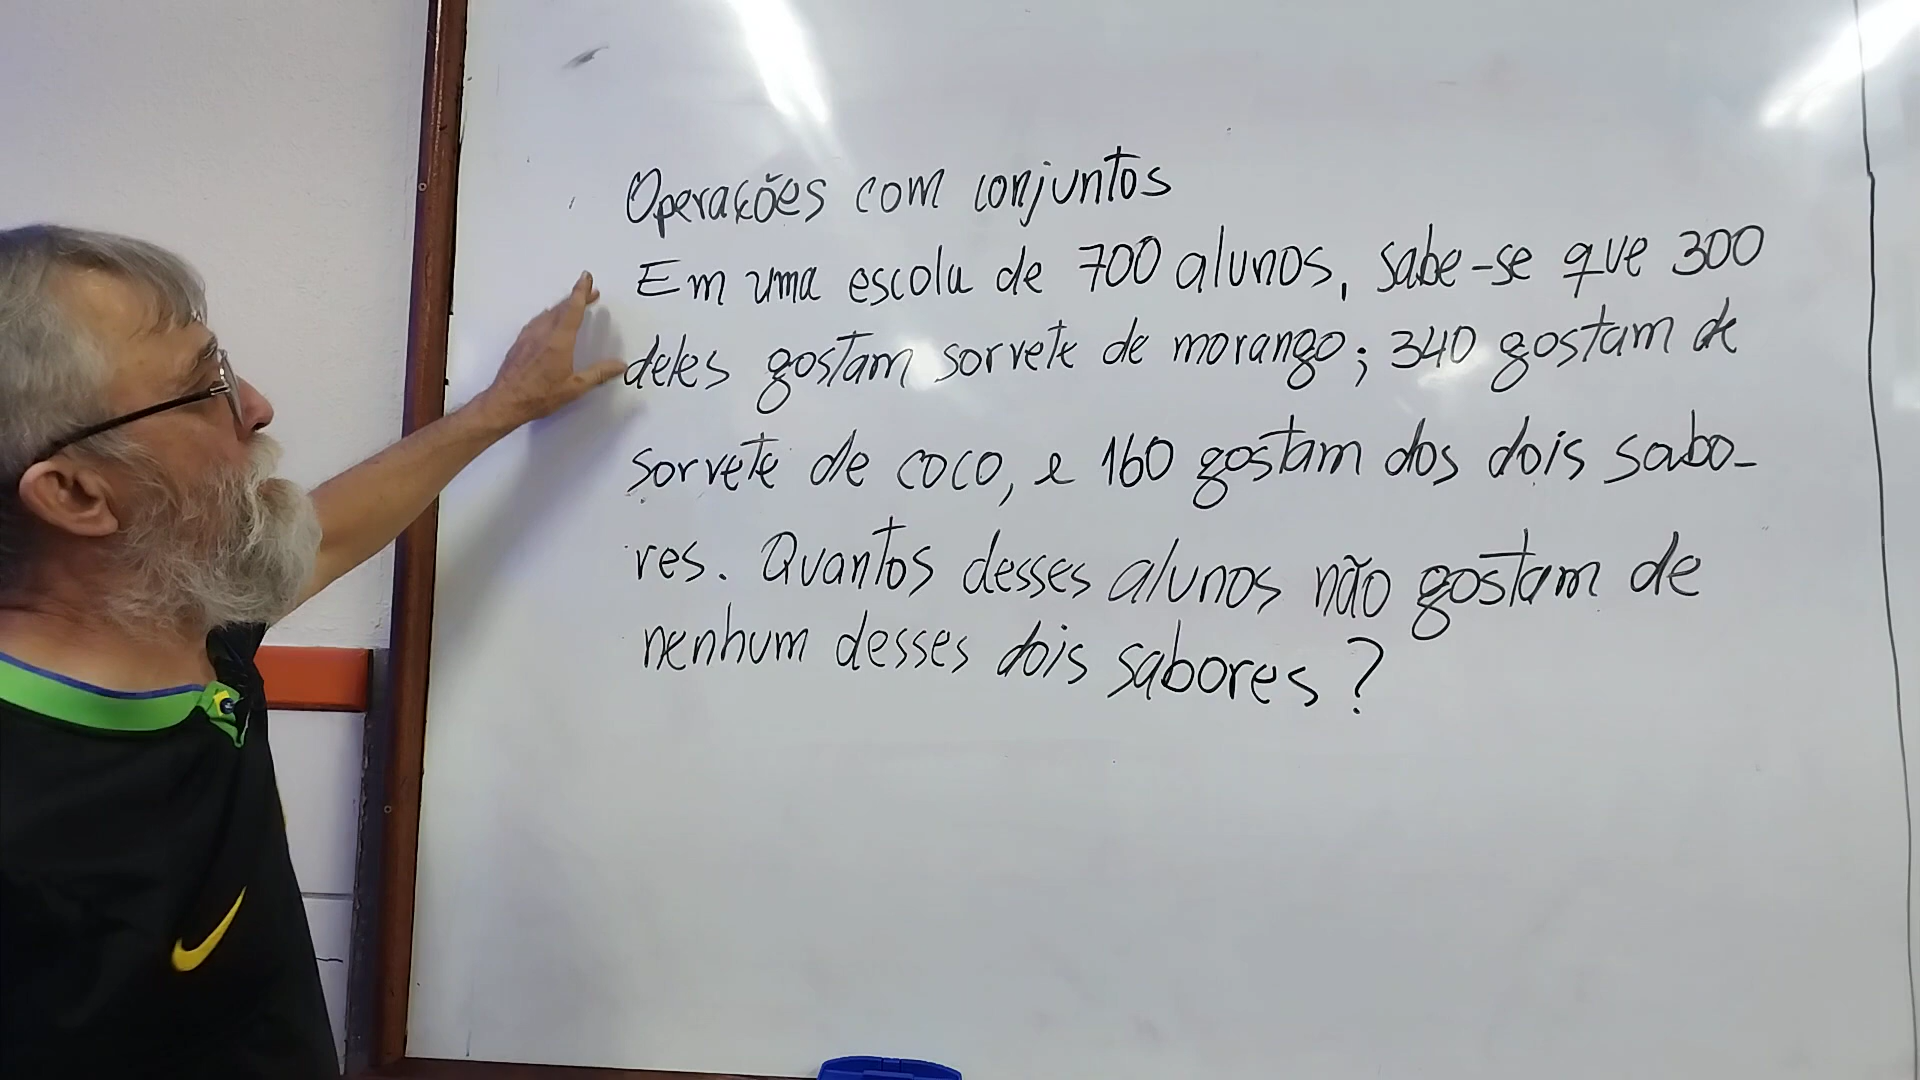 Operações com conjuntos
Em uma escola de 700 alunos, sabe-se que 300
deles gostam sorvete de morango; 340 gostam de
sorvete de coco, e 160 gostam dos dois sabo-
res. Quantos desses alunos não gostam de
nenhum desses dois sabores?